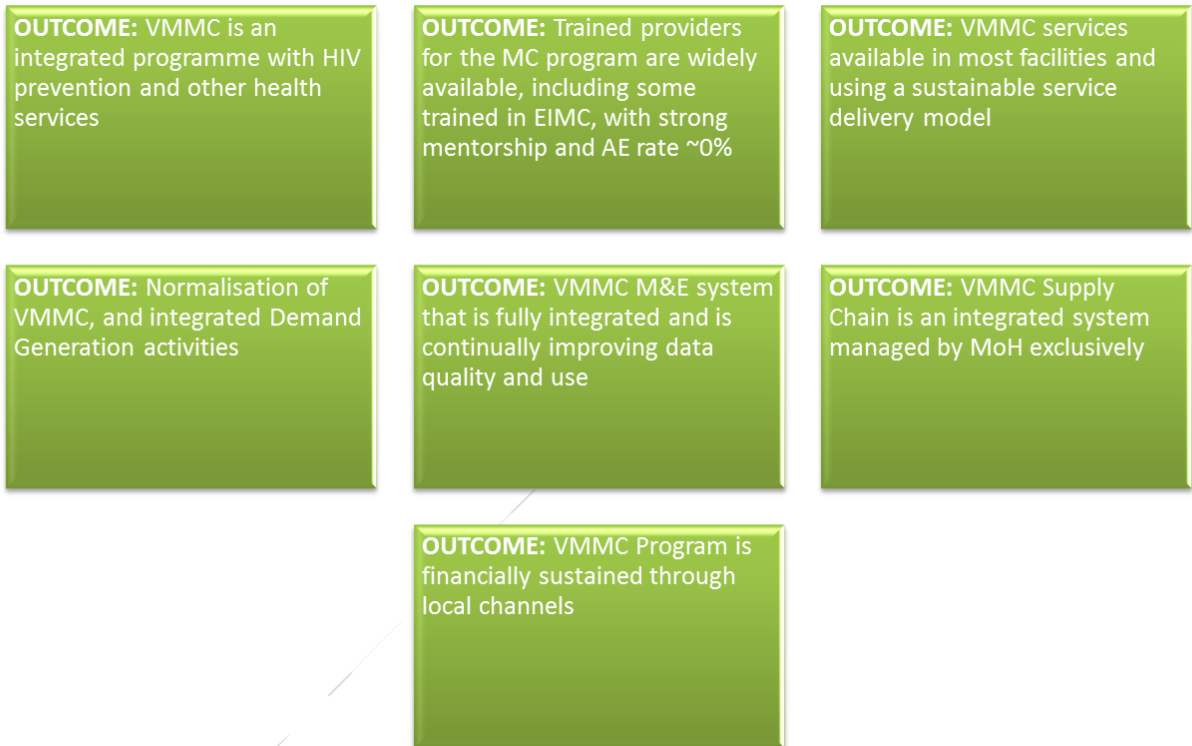 OUTCOME: VMMC is an
integrated programme with HIV
prevention and other health
services
OUTCOME: Trained providers
for the MC program are widely
available, including some
trained in EIMC, with strong
mentorship and AE rate ~0%
OUTCOME: VMMC services
available in most facilities and
using a sustainable service
delivery model
OUTCOME: Normalisation of
VMMC, and integrated Demand
Generation activities
OUTCOME: VMMC M&E system
that is fully integrated and is
continually improving data
quality and use
OUTCOME: VMMC Supply
Chain is an integrated system
managed by MoH exclusively
OUTCOME: VMMC Program is
financially sustained through
local channels